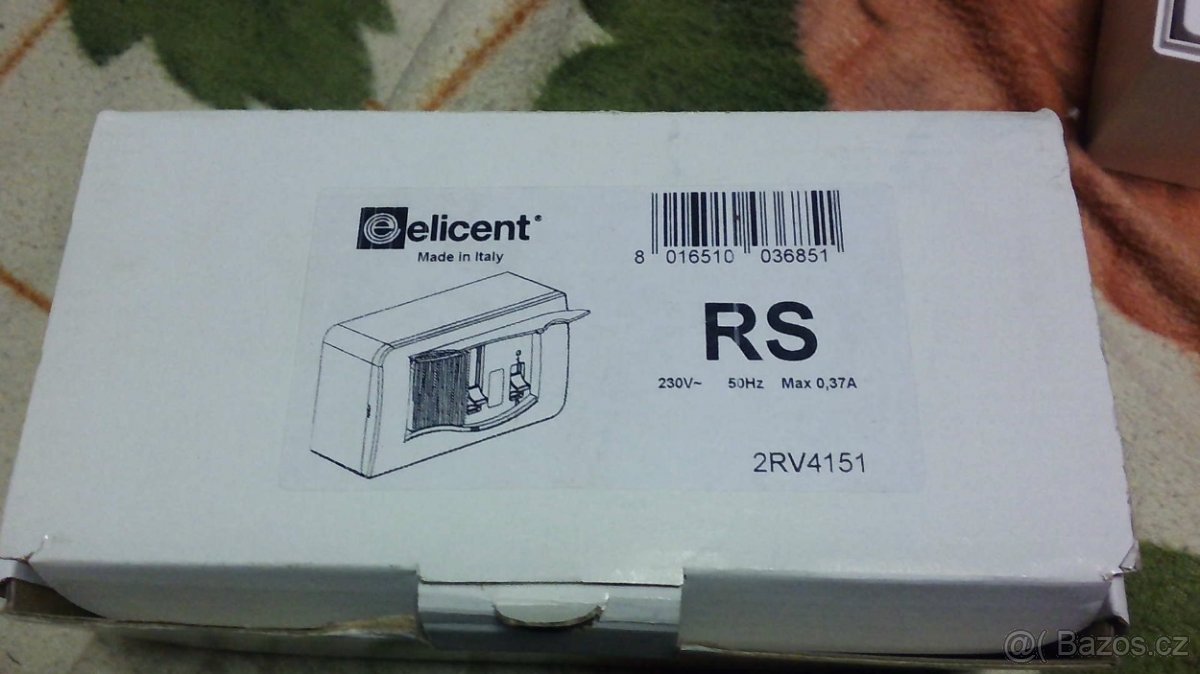 elicent®
Made in Italy
8 016510 036851
RS
230V~ 50Hz Max 0,37A
2RV4151
@( Bazos.cz